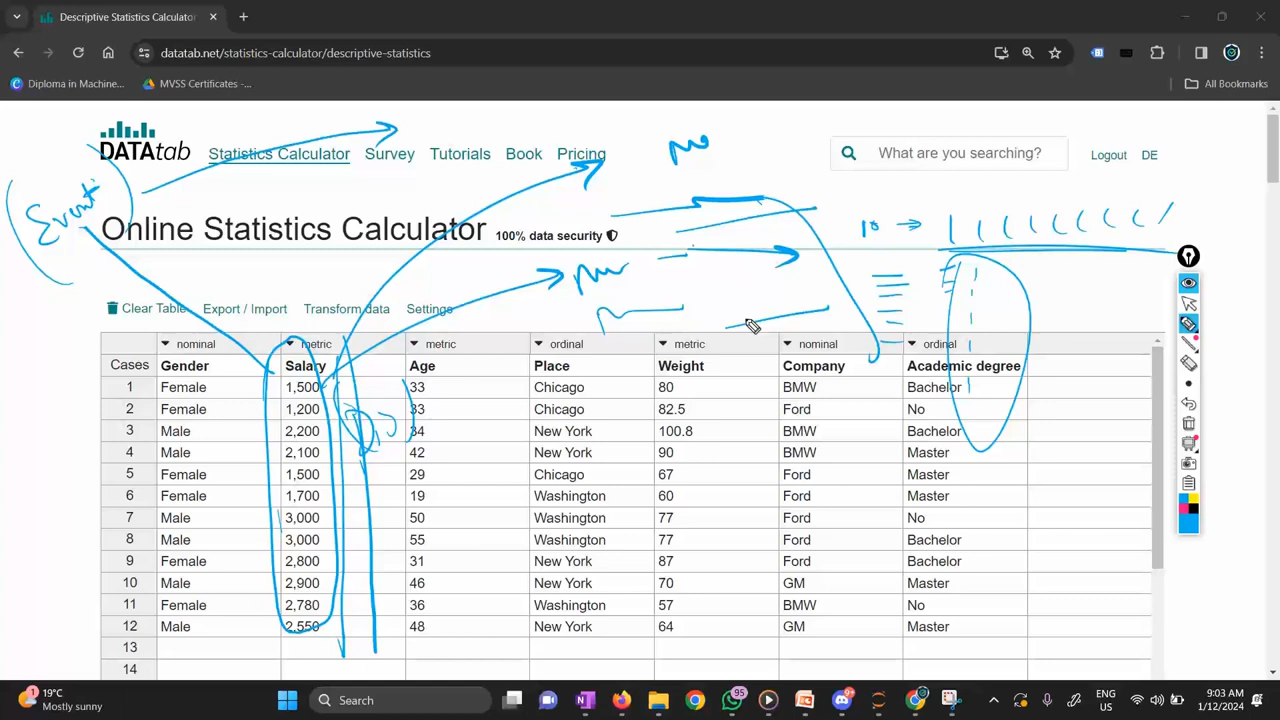 Descriptive Statistics Calculator
datatab.net/statistics-calculator/descriptive-statistics
Diploma in Machine...
MVSS Certificates -...
All Bookmarks
DATAtab
Statistics Calculator
Survey
Tutorials
Book
Pricing
What are you searching?
Logout
DE
Event
Online Statistics Calculator 100% data security
10
Clear Table
Export / Import
Transform data
Settings
nominal metric metric ordinal metric nominal ordinal
Cases Gender Salary Age Place Weight Company Academic degree
1 Female 1,500 33 Chicago 80 BMW Bachelor
2 Female 1,200 33 Chicago 82.5 Ford No
3 Male 2,200 34 New York 100.8 BMW Bachelor
4 Male 2,100 42 New York 90 BMW Master
5 Female 1,500 29 Chicago 67 Ford Master
6 Female 1,700 19 Washington 60 Ford Master
7 Male 3,000 50 Washington 77 Ford No
8 Male 3,000 55 Washington 77 Ford Bachelor
9 Female 2,800 31 New York 87 Ford Bachelor
10 Male 2,900 46 New York 70 GM Master
11 Female 2,780 36 Washington 57 BMW No
12 Male 2,550 48 New York 64 GM Master
13
14
1
19°C
Mostly sunny
Search
95
9+
ENG
US
9:03 AM
1/12/2024